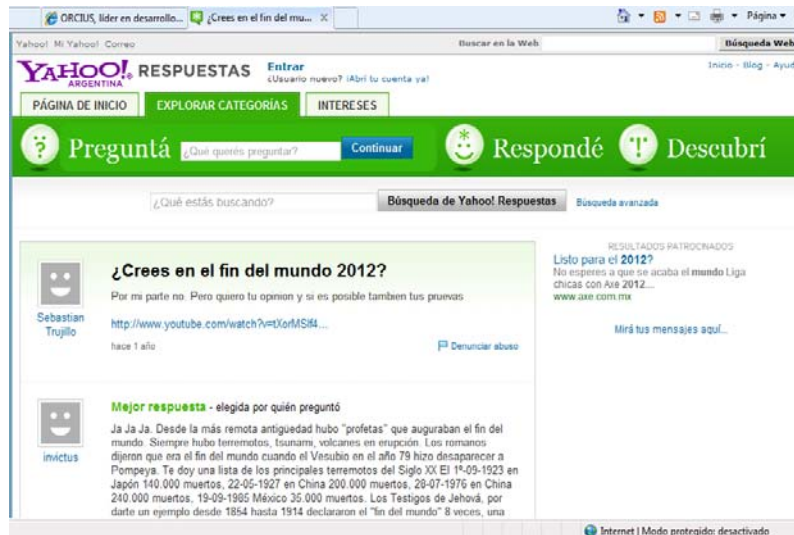 ORCIUS, líder en desarrollo... ¿Crees en el fin del mu... X Página
Yahoo! Mi Yahoo! Correo Buscar en la Web Búsqueda Web
YAHOO! RESPUESTAS Entrar Inicio - Blog - Ayud
ARGENTINA ¿Usuario nuevo? ¡Abrí tu cuenta ya!
PÁGINA DE INICIO EXPLORAR CATEGORÍAS INTERESES
Preguntá ¿Qué querés preguntar? Continuar Respondé Descubrí
¿Qué estás buscando? Búsqueda de Yahoo! Respuestas Búsqueda avanzada
¿Crees en el fin del mundo 2012?
Por mi parte no. Pero quiero tu opinion y si es posible tambien tus pruevas
Sebastian
Trujillo
http://www.youtube.com/watch?v=tXorMSlf4...
hace 1 año Denunciar abuso
RESULTADOS PATROCINADOS
Listo para el 2012?
No esperes a que se acaba el mundo Liga
chicas con Axe 2012...
www.axe.com.mx
Mirá tus mensajes aquí...
Mejor respuesta - elegida por quién preguntó
invictus
Ja Ja Ja. Desde la más remota antigüedad hubo "profetas" que auguraban el fin del
mundo. Siempre hubo terremotos, tsunami, volcanes en erupción. Los romanos
dijeron que era el fin del mundo cuando el Vesubio en el año 79 hizo desaparecer a
Pompeya. Te doy una lista de los principales terremotos del Siglo XX El 1º-09-1923 en
Japón 140.000 muertos, 22-05-1927 en China 200.000 muertos, 28-07-1976 en China
240.000 muertos, 19-09-1985 México 35.000 muertos. Los Testigos de Jehová, por
darte un ejemplo desde 1854 hasta 1914 declararon el "fin del mundo" 8 veces, una
Internet | Modo protegido: desactivado